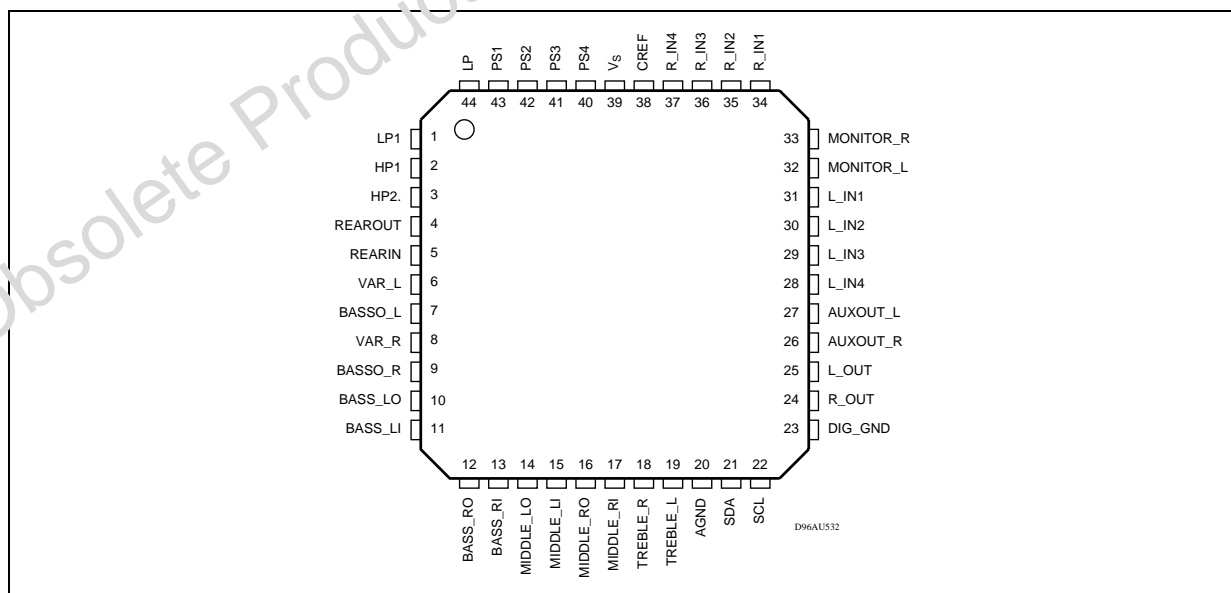 Obsolete Produc
LP PS1 PS2 PS3 PS4 VS CREF R_IN4 R_IN3 R_IN2 R_IN1
44 43 42 41 40 39 38 37 36 35 34
LP1 1 33 MONITOR_R
HP1 2 32 MONITOR_L
HP2. 3 31 L_IN1
REAROUT 4 30 L_IN2
REARIN 5 29 L_IN3
VAR_L 6 28 L_IN4
BASSO_L 7 27 AUXOUT_L
VAR_R 8 26 AUXOUT_R
BASSO_R 9 25 L_OUT
BASS_LO 10 24 R_OUT
BASS_LI 11 23 DIG_GND
12 13 14 15 16 17 18 19 20 21 22
BASS_RO BASS_RI MIDDLE_LO MIDDLE_LI MIDDLE_RO MIDDLE_RI TREBLE_R TREBLE_L AGND SDA SCL
D96AU532